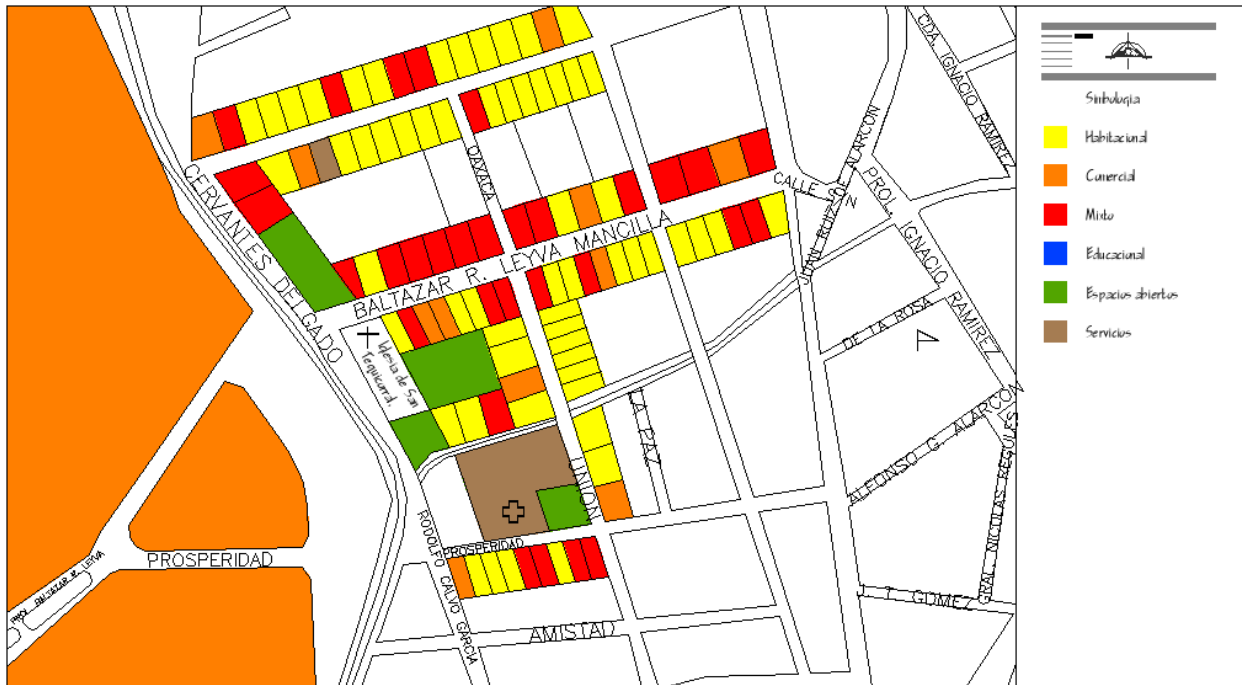 CDA. IGNACIO RAMIREZ
OAXACA
JUAN RUIZ DE ALARCON
CERVANTES DELGADO
CALLE SN
PROL. IGNACIO RAMIREZ
BALTAZAR R. LEYVA MANCILLA
Iglesia de San
Tequicorral.
DE LA ROSA
LA PAZ
UNION
ALFONSO G. ALARCON
GRAL. NICOLAS REGULES
RODOLFO CALVO GARCIA
PROSPERIDAD
PROSPERIDAD
PROL. BALTAZAR R. LEYVA
J. T. GOMEZ
AMISTAD
Simbología
Habitacional
Comercial
Mixto
Educacional
Espacios abiertos
Servicios